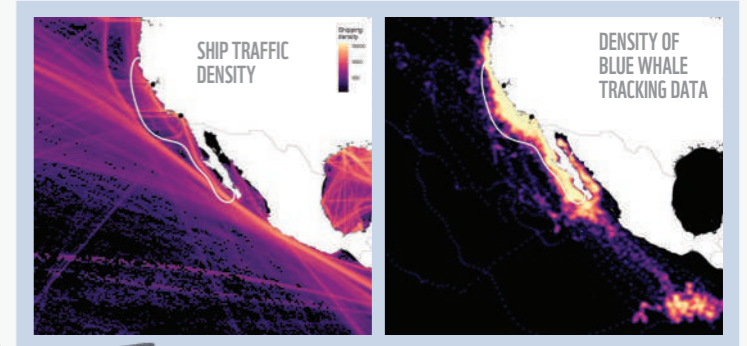 SHIP TRAFFIC
DENSITY
Shipping
density
DENSITY OF
BLUE WHALE
TRACKING DATA